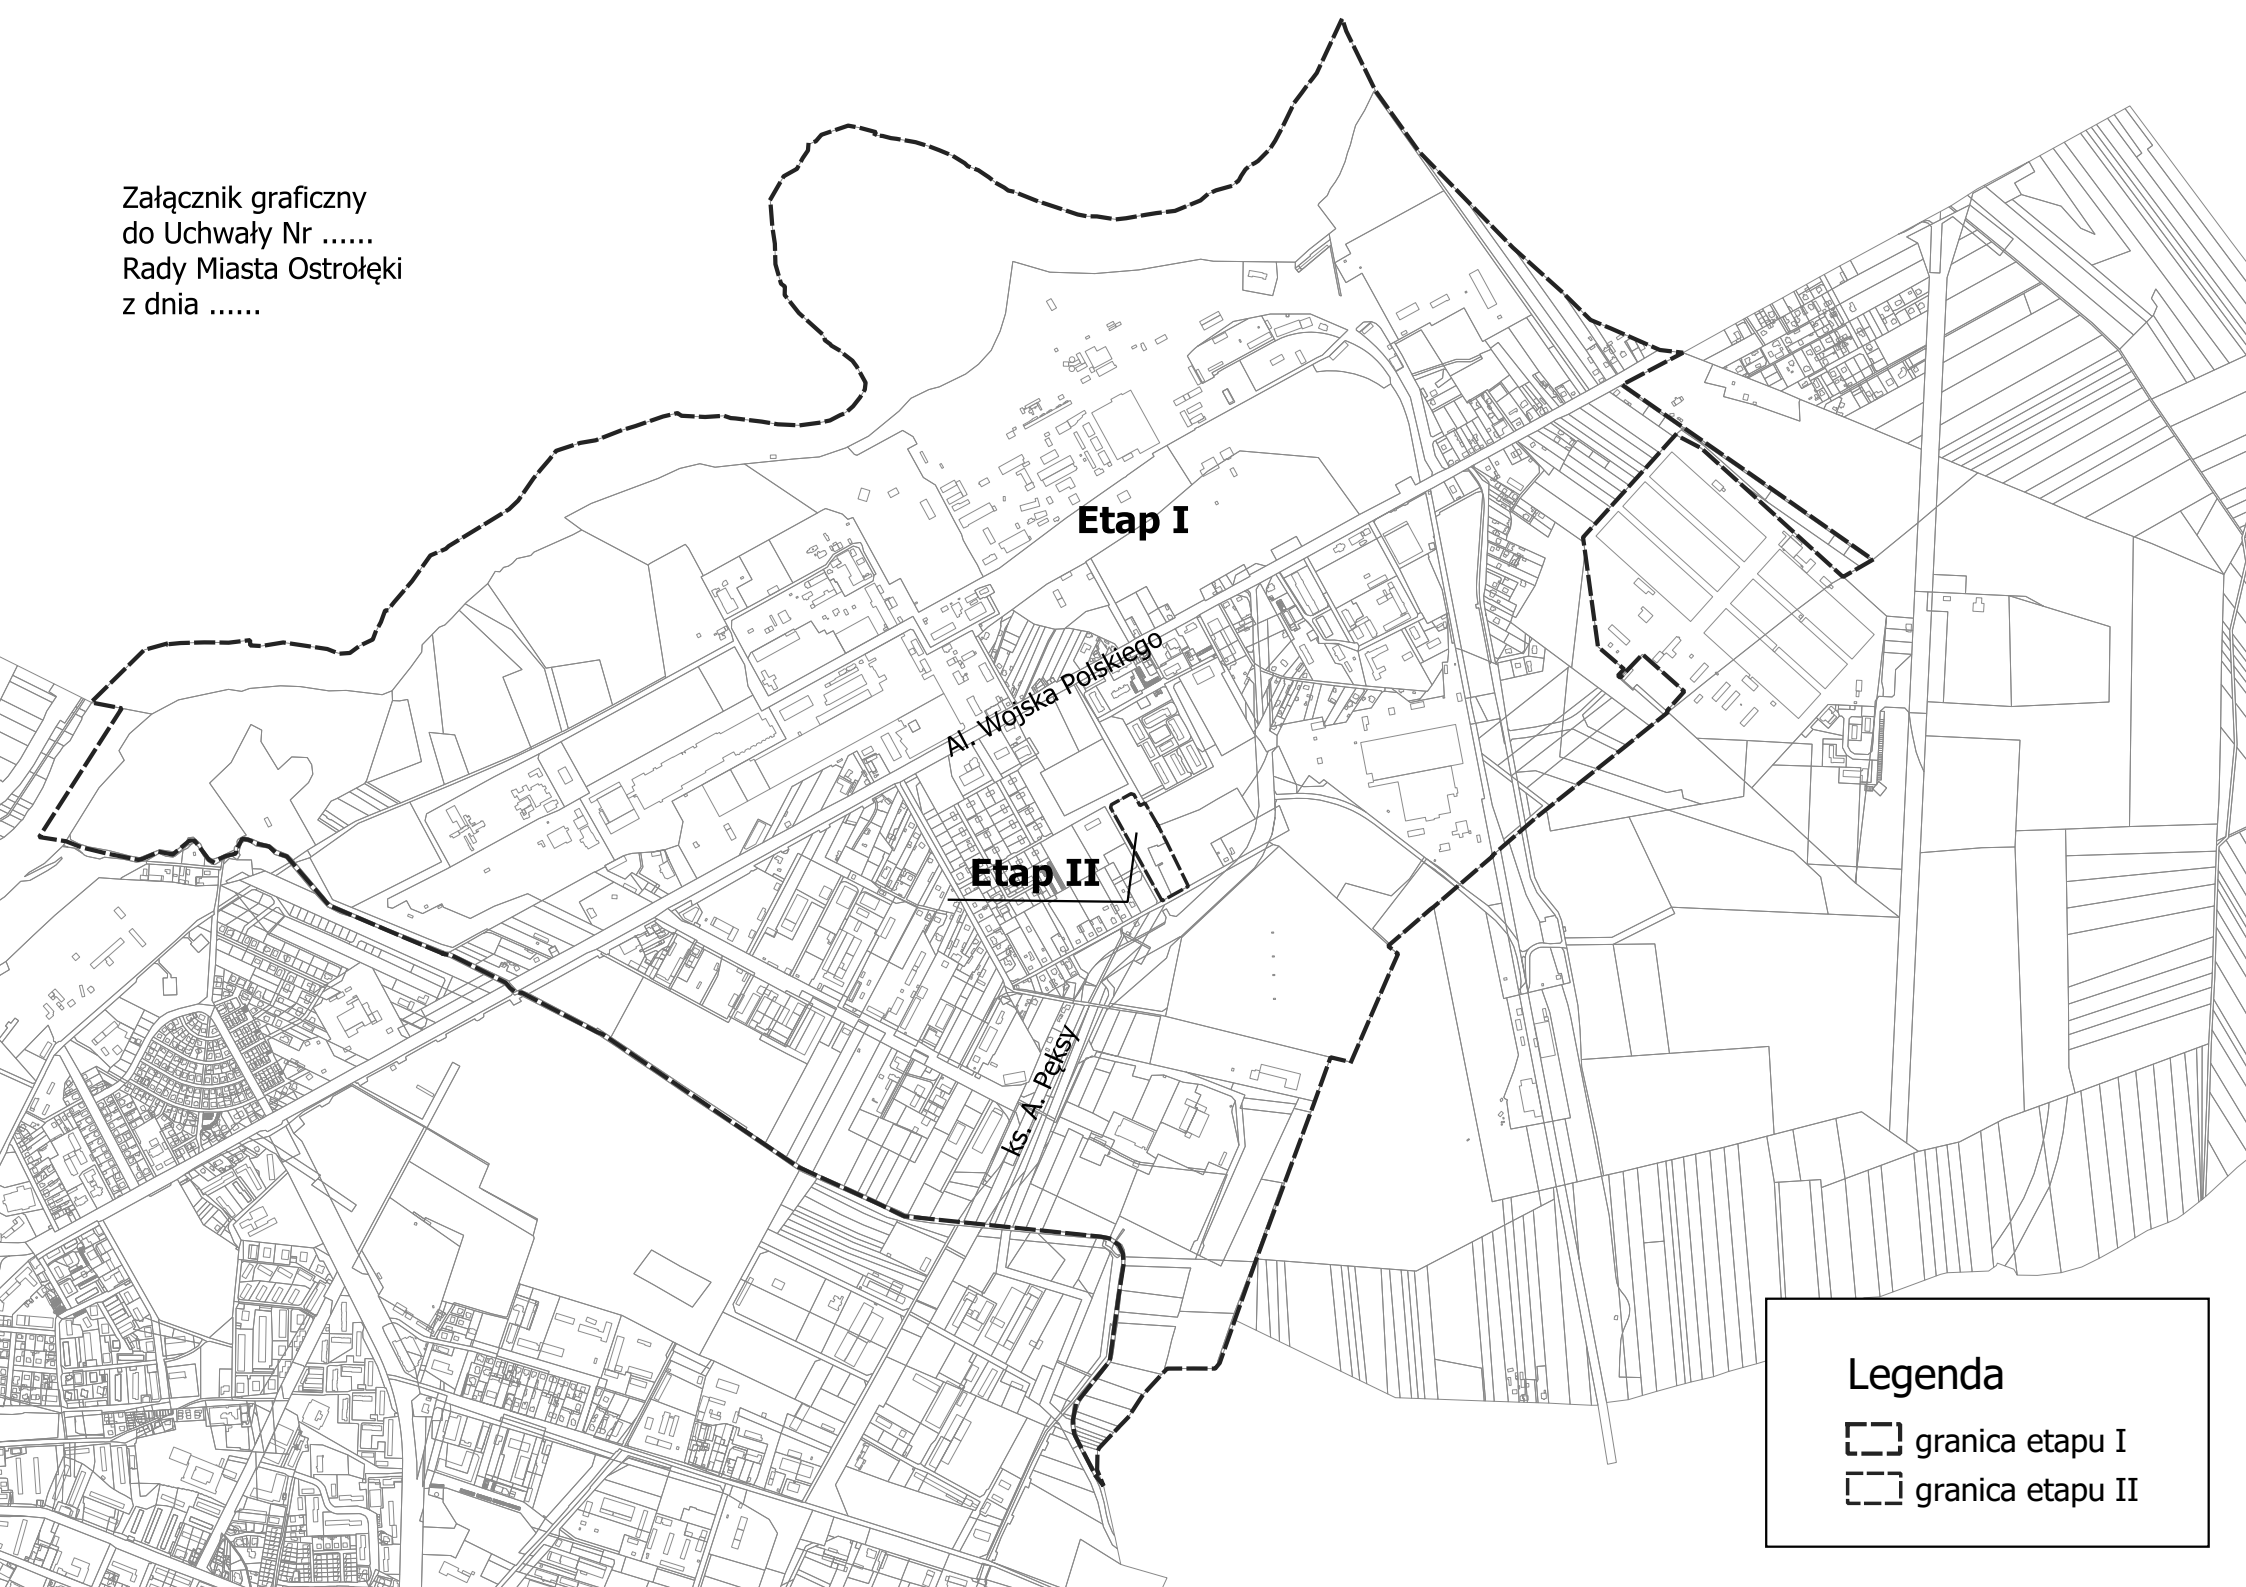 Załącznik graficzny
do Uchwały Nr ......
Rady Miasta Ostrołęki
z dnia ......
Etap I
Al. Wojska Polskiego
Etap II
ks. A. Pęksy
Legenda
granica etapu I
granica etapu II